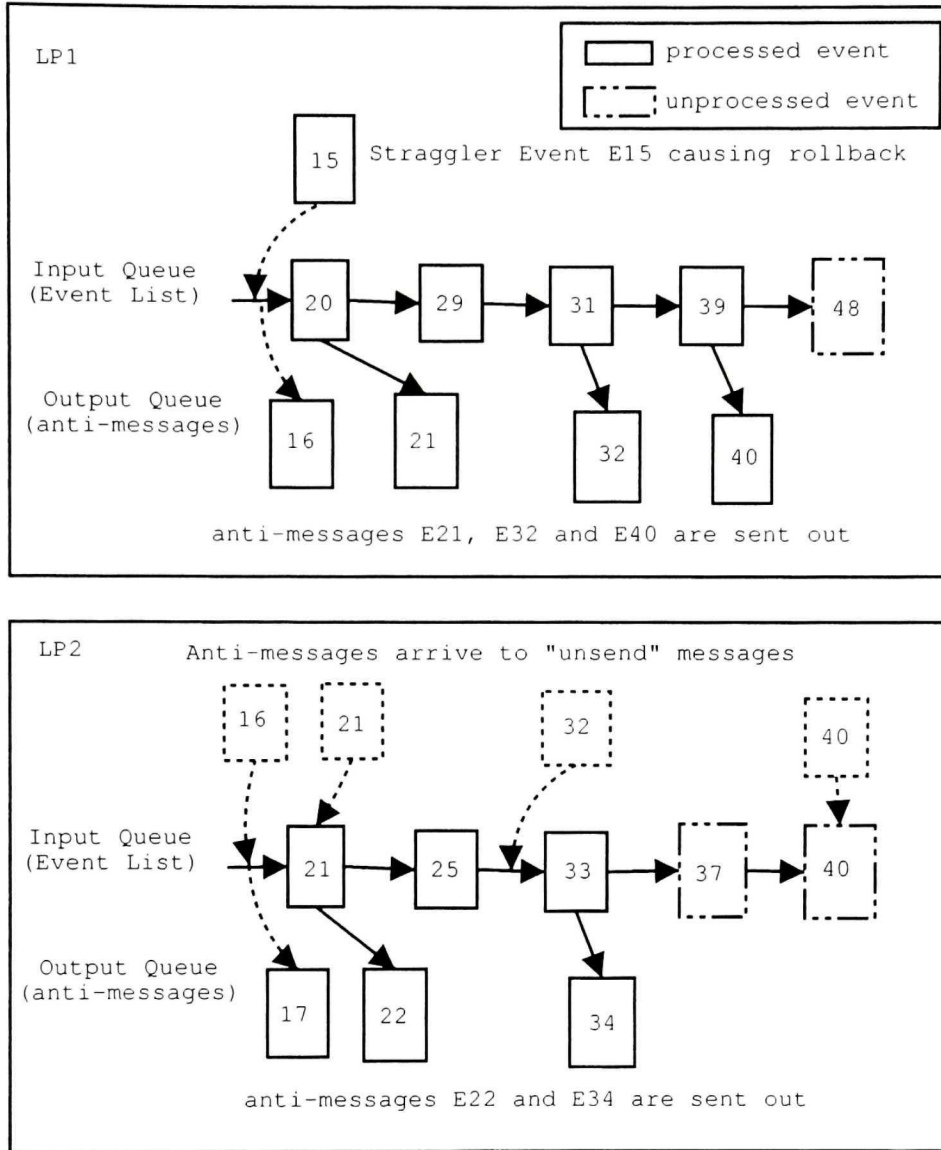 LP1
processed event
unprocessed event
15
Straggler Event E15 causing rollback
Input Queue
(Event List)
20
29
31
39
48
Output Queue
(anti-messages)
16
21
32
40
anti-messages E21, E32 and E40 are sent out
LP2
Anti-messages arrive to "unsend" messages
16
21
32
40
Input Queue
(Event List)
21
25
33
37
40
Output Queue
(anti-messages)
17
22
34
anti-messages E22 and E34 are sent out